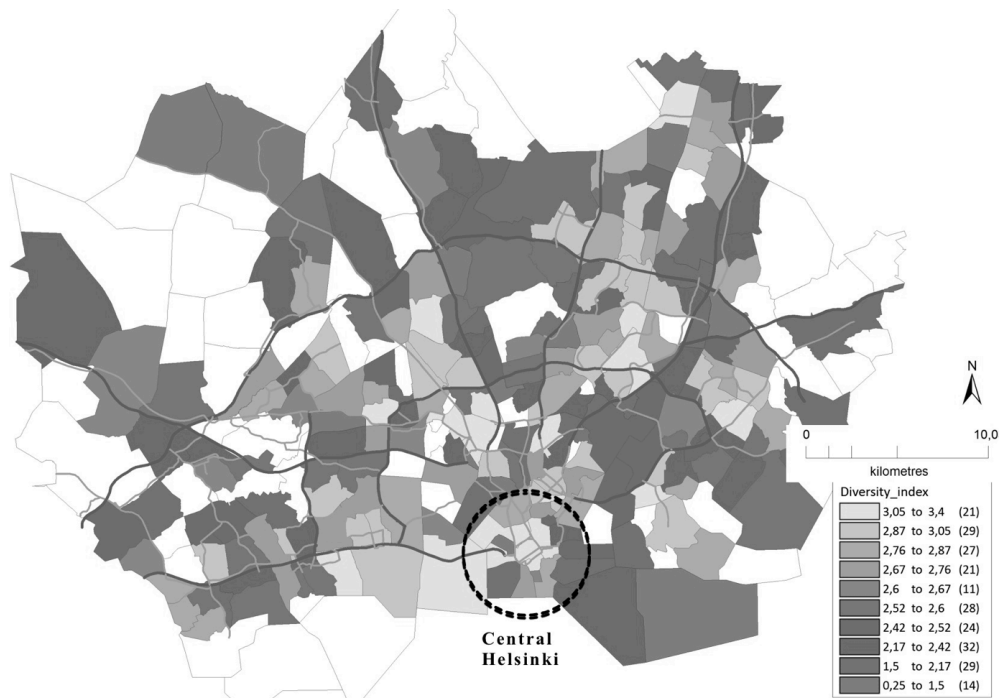 N
0
10,0
kilometres
Diversity_index
3,05 to 3,4 (21)
2,87 to 3,05 (29)
2,76 to 2,87 (27)
2,67 to 2,76 (21)
2,6 to 2,67 (11)
2,52 to 2,6 (28)
2,42 to 2,52 (24)
2,17 to 2,42 (32)
1,5 to 2,17 (29)
0,25 to 1,5 (14)
Central
Helsinki